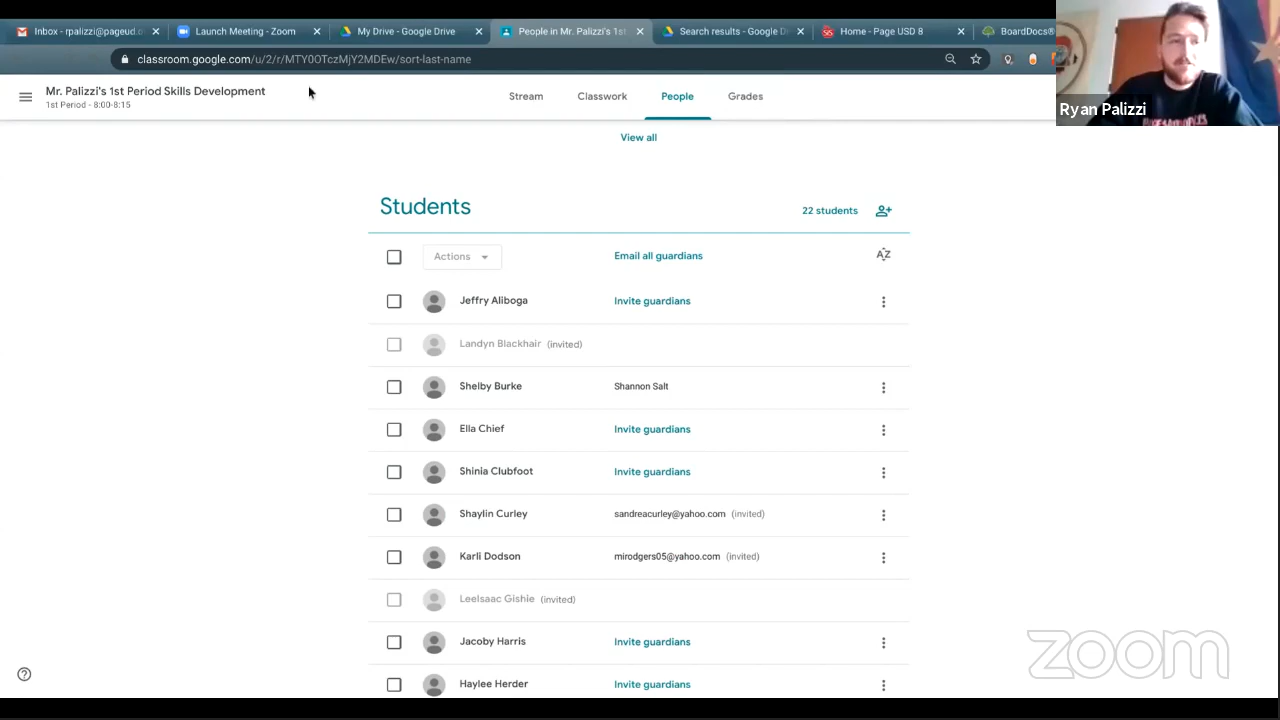 Inbox - rpalizzi@pageud.
Launch Meeting - Zoom
My Drive - Google Drive
People in Mr. Palizzi's 1st
Search results - Google D
Home - Page USD 8
BoardDocs®
classroom.google.com/u/2/r/MTY0OTczMjY2MDEw/sort-last-name
Mr. Palizzi's 1st Period Skills Development
1st Period - 8:00-8:15
Stream
Classwork
People
Grades
Ryan Palizzi
View all
Students
22 students
Actions
Email all guardians
AZ
Jeffry Aliboga
Invite guardians
Landyn Blackhair (invited)
Shelby Burke
Shannon Salt
Ella Chief
Invite guardians
Shinia Clubfoot
Invite guardians
Shaylin Curley
sandreacurley@yahoo.com (invited)
Karli Dodson
mirodgers05@yahoo.com (invited)
LeeIsaac Gishie (invited)
Jacoby Harris
Invite guardians
Haylee Herder
Invite guardians
zoom